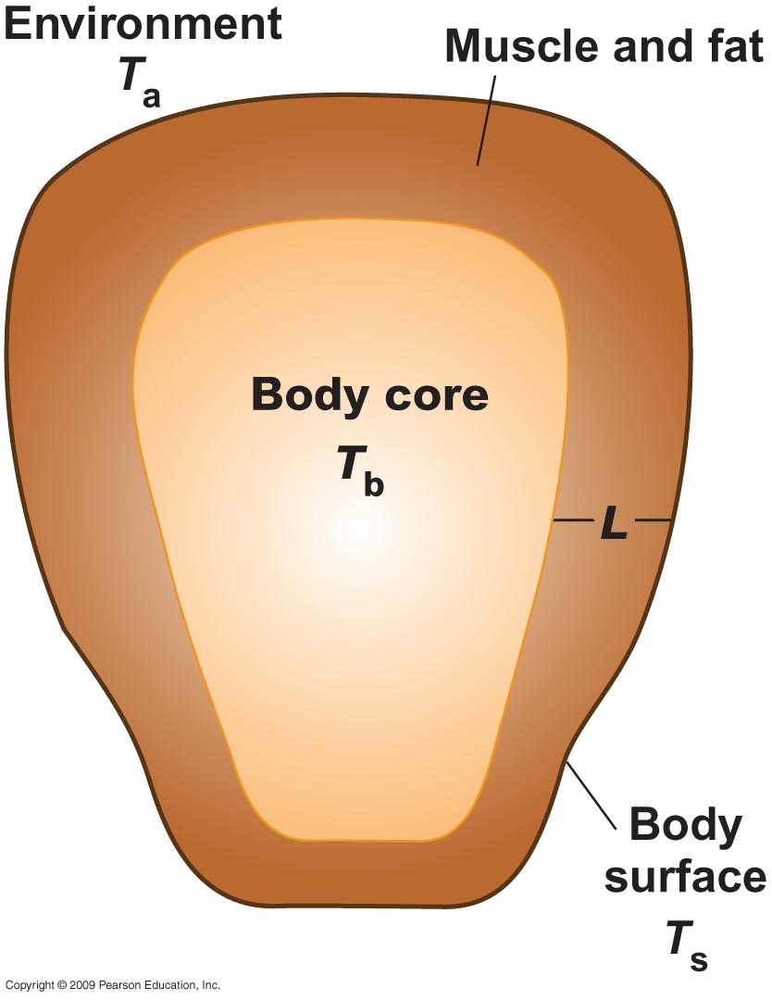 Environment
Ta
Muscle and fat
Body core
Tb
L
Body
surface
Ts
Copyright © 2009 Pearson Education, Inc.